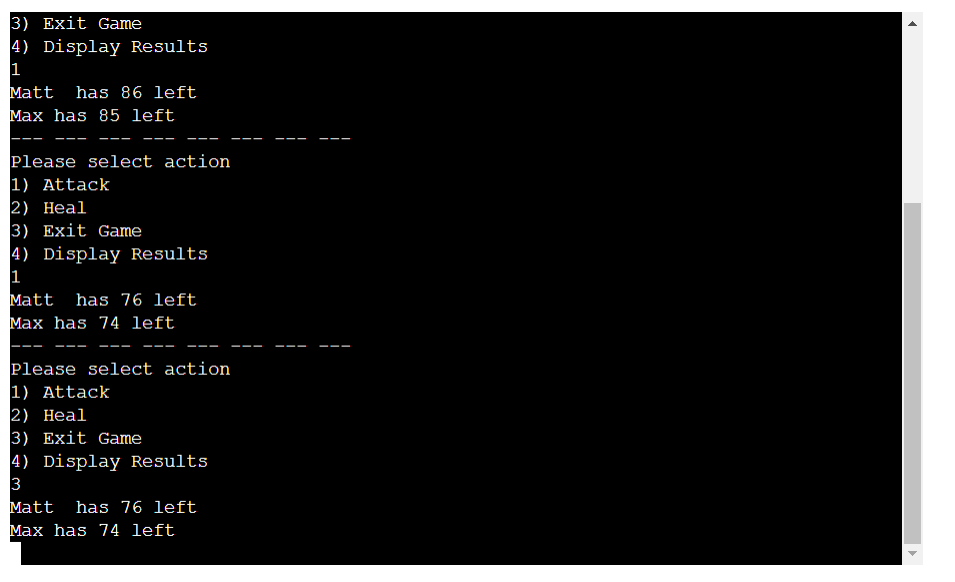 3) Exit Game
4) Display Results
1
Matt  has 86 left
Max has 85 left
--- --- --- --- --- --- --- ---
Please select action
1) Attack
2) Heal
3) Exit Game
4) Display Results
1
Matt  has 76 left
Max has 74 left
--- --- --- --- --- --- --- ---
Please select action
1) Attack
2) Heal
3) Exit Game
4) Display Results
3
Matt  has 76 left
Max has 74 left